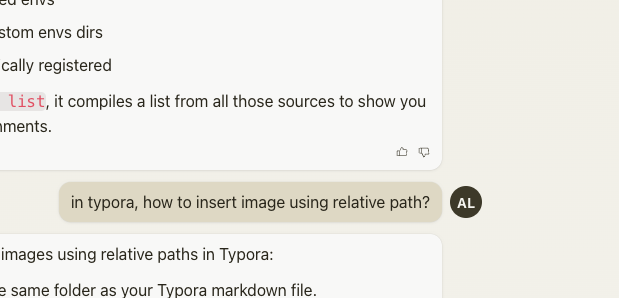 envs
stom envs dirs
cally registered
list, it compiles a list from all those sources to show you
ments.
in typora, how to insert image using relative path?
AL
images using relative paths in Typora:
e same folder as your Typora markdown file.